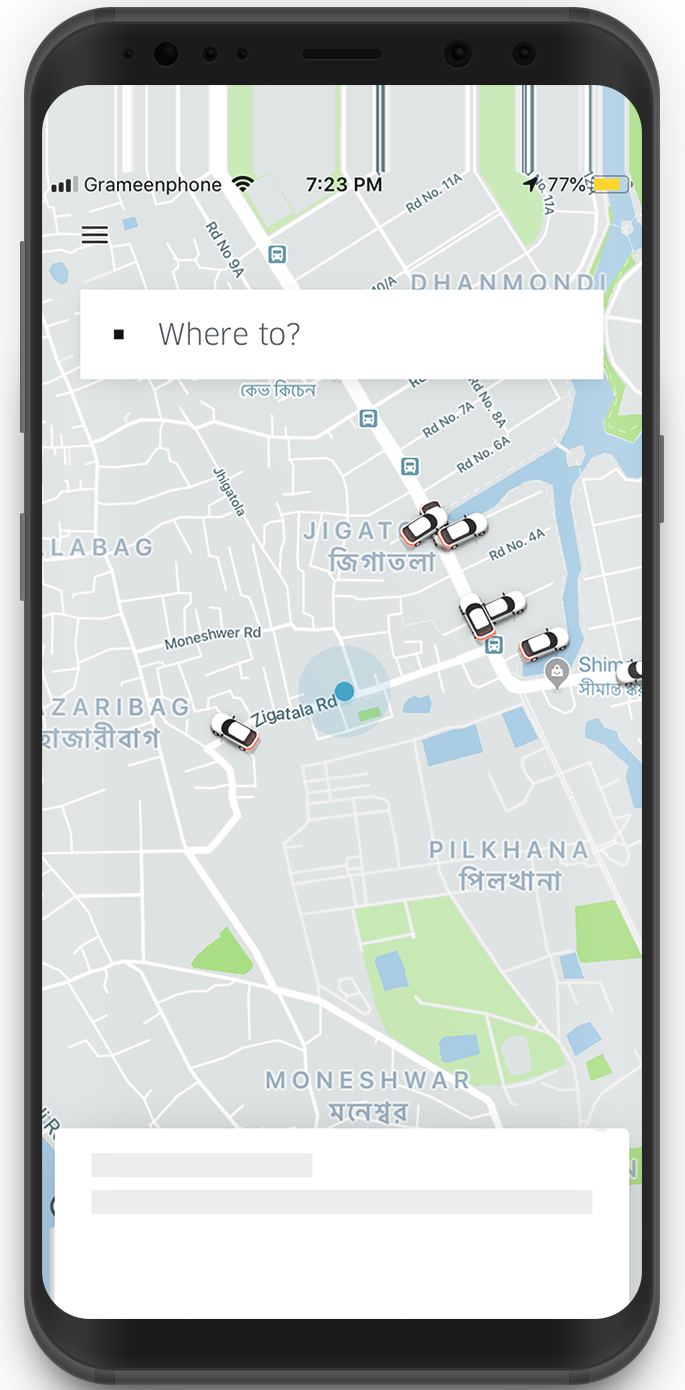 Grameenphone
7:23 PM
77%
Rd No. 11A
Rd No 9A
DHANMONDI
Where to?
কেভ কিচেন
Rd No. 7A
Rd No. 8A
Rd No. 6A
Jhigatola
JIGAT
জিগাতলা
Rd No. 4A
LABAG
Moneshwer Rd
Shim
সীমান্ত
ZARIBAG
হাজারীবাগ
Zigatala Rd
PILKHANA
পিলখানা
MONESHWAR
মনেশ্বর